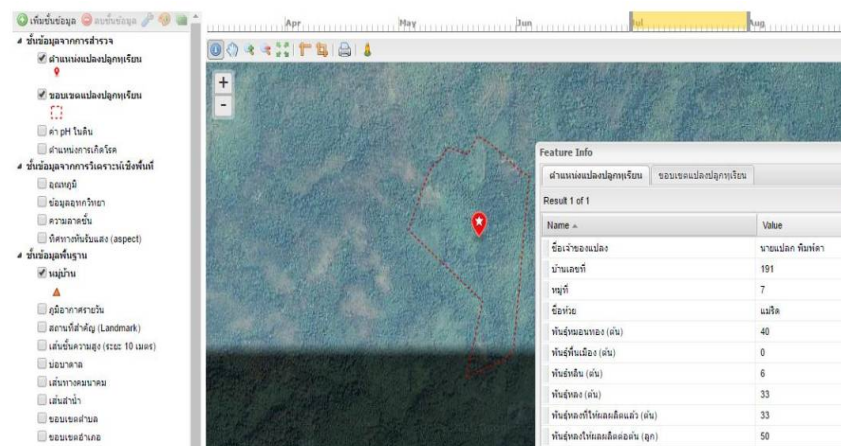 เพิ่มชั้นข้อมูล ลบชั้นข้อมูล
Apr May Jun Jul Aug
ชั้นข้อมูลจากการสำรวจ
ตำแหน่งแปลงปลูกทุเรียน
ขอบเขตแปลงปลูกทุเรียน
ค่า pH ในดิน
ตำแหน่งการเกิดโรค
ชั้นข้อมูลจากการวิเคราะห์เชิงพื้นที่
อุณหภูมิ
ข้อมูลอุทกวิทยา
ความลาดชัน
ทิศทางหันรับแสง (aspect)
ชั้นข้อมูลพื้นฐาน
หมู่บ้าน
ภูมิอากาศรายวัน
สถานที่สำคัญ (Landmark)
เส้นชั้นความสูง (ระยะ 10 เมตร)
บ่อบาดาล
เส้นทางคมนาคม
เส้นลำน้ำ
ขอบเขตตำบล
ขอบเขตอำเภอ
+
-
Feature Info
ตำแหน่งแปลงปลูกทุเรียน ขอบเขตแปลงปลูกทุเรียน
Result 1 of 1
Name Value
ชื่อเจ้าของแปลง นายแปลก พิมพ์ดา
บ้านเลขที่ 191
หมู่ที่ 7
ชื่อห้วย แม่ริด
พันธุ์หมอนทอง (ต้น) 40
พันธุ์พื้นเมือง (ต้น) 0
พันธุ์หลิน (ต้น) 6
พันธุ์หลง (ต้น) 33
พันธุ์หลงที่ให้ผลผลิตแล้ว (ต้น) 33
พันธุ์หลงให้ผลผลิตต่อต้น (ลูก) 50